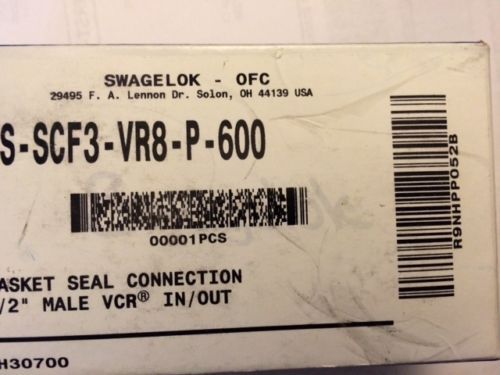 SWAGELOK - OFC
29495 F. A. Lennon Dr. Solon, OH 44139 USA
S-SCF3-VR8-P-600
00001PCS
R9NHPP052B
ASKET SEAL CONNECTION
/2" MALE VCR® IN/OUT
H30700